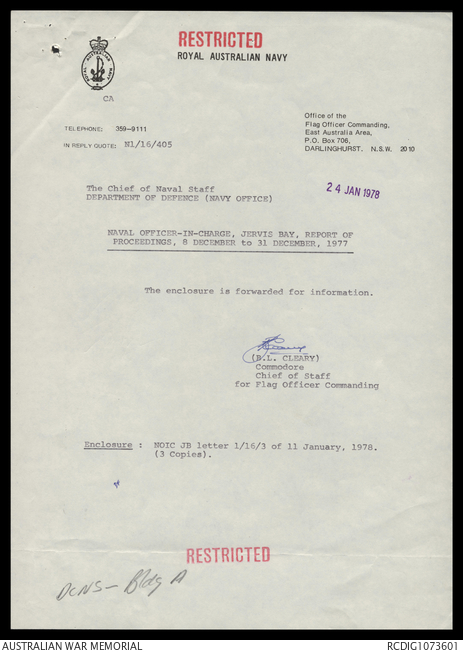 RESTRICTED
ROYAL AUSTRALIAN NAVY
ROYAL AUSTRALIAN NAVY
CA
TELEPHONE: 359-9111
IN REPLY QUOTE: N1/16/405
Office of the
Flag Officer Commanding,
East Australia Area,
P.O. Box 706,
DARLINGHURST. N.S.W. 2010
24 JAN 1978
The Chief of Naval Staff
DEPARTMENT OF DEFENCE (NAVY OFFICE)
NAVAL OFFICER-IN-CHARGE, JERVIS BAY, REPORT OF
PROCEEDINGS, 8 DECEMBER to 31 DECEMBER, 1977
The enclosure is forwarded for information.
(B.L. CLEARY)
Commodore
Chief of Staff
for Flag Officer Commanding
Enclosure : NOIC JB letter 1/16/3 of 11 January, 1978.
(3 Copies).
RESTRICTED
DCNS - Bldg A
AUSTRALIAN WAR MEMORIAL
RCDIG1073601